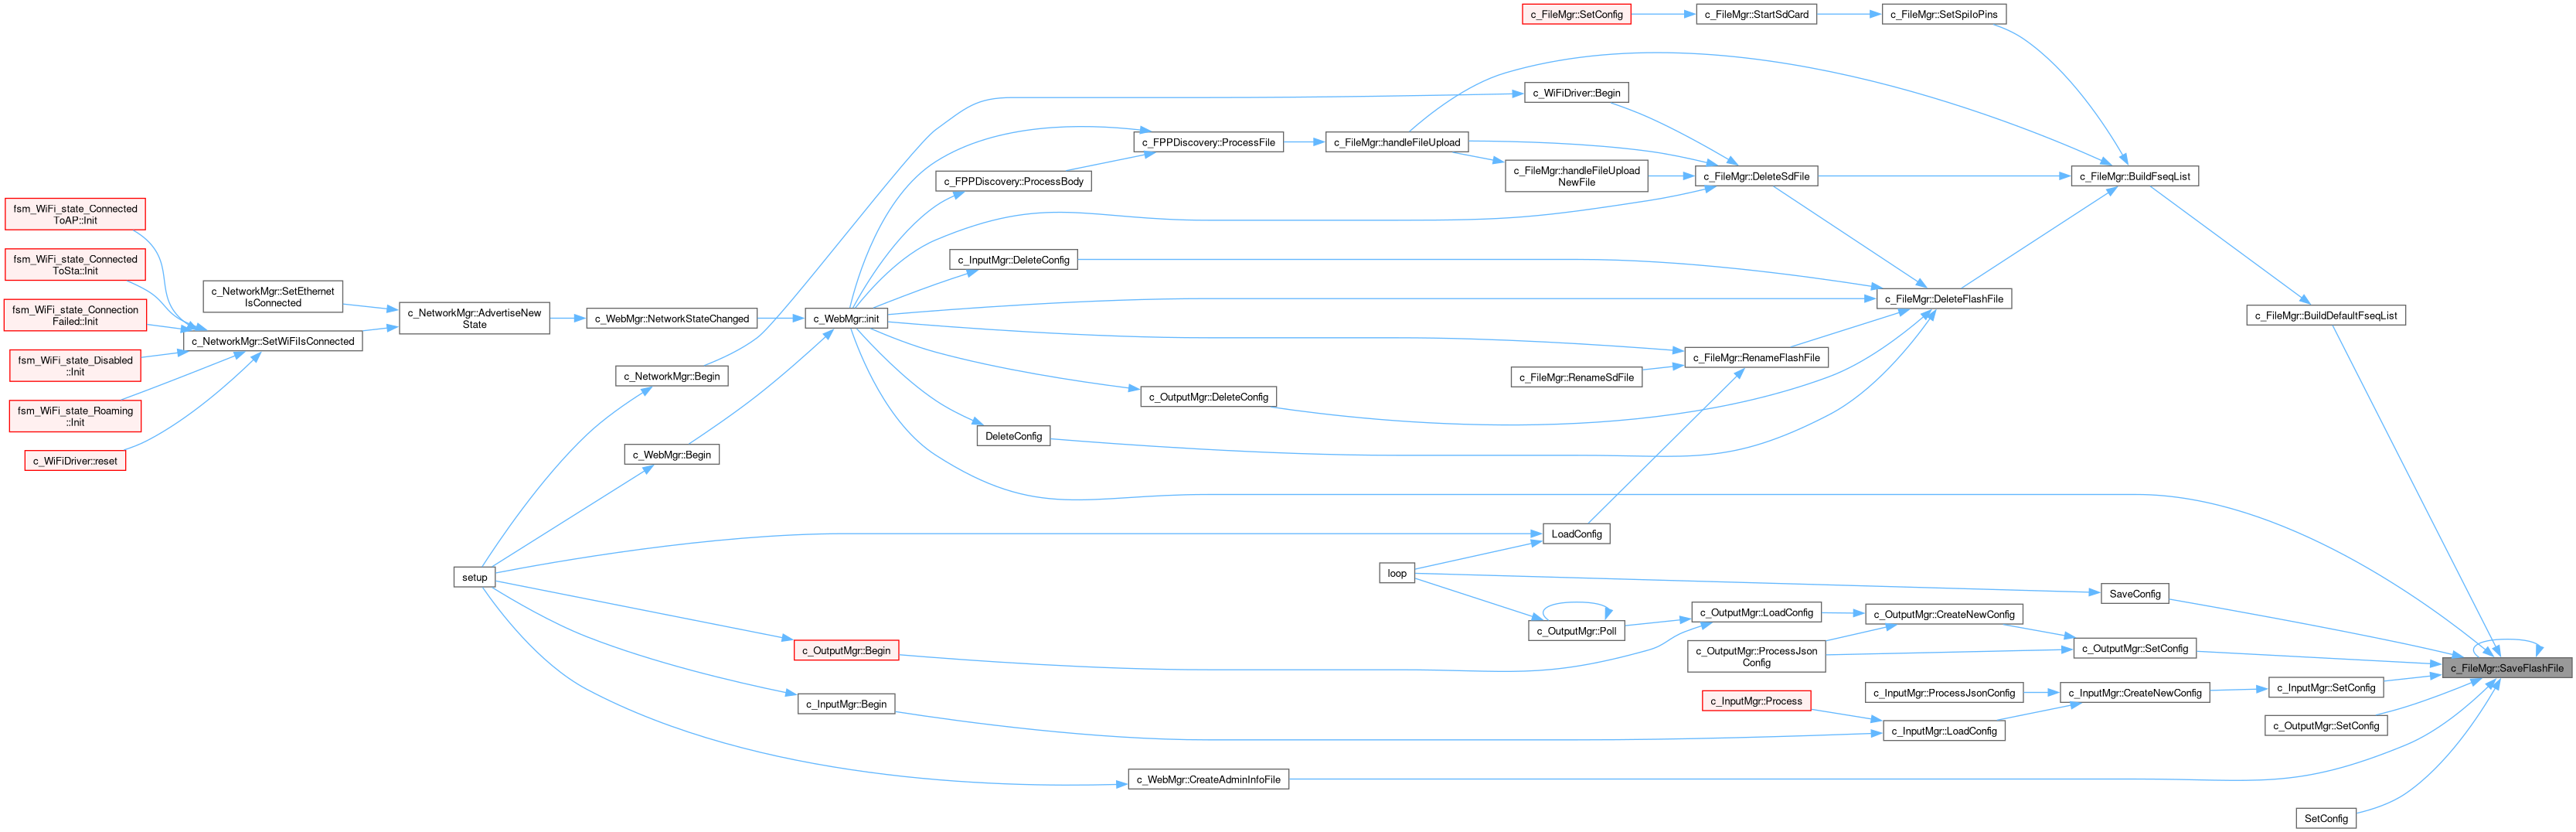 c_FileMgr::SetConfig
c_FileMgr::StartSdCard
c_FileMgr::SetSpiIoPins
c_WiFiDriver::Begin
c_FPPDiscovery::ProcessFile
c_FileMgr::handleFileUpload
c_FileMgr::handleFileUpload
NewFile
c_FileMgr::DeleteSdFile
c_FileMgr::BuildFseqList
c_FPPDiscovery::ProcessBody
fsm_WiFi_state_Connected
ToAP::Init
fsm_WiFi_state_Connected
ToSta::Init
c_InputMgr::DeleteConfig
c_NetworkMgr::SetEthernet
IsConnected
c_FileMgr::DeleteFlashFile
fsm_WiFi_state_Connection
Failed::Init
c_NetworkMgr::AdvertiseNew
State
c_WebMgr::NetworkStateChanged
c_WebMgr::init
c_FileMgr::BuildDefaultFseqList
c_NetworkMgr::SetWiFiIsConnected
fsm_WiFi_state_Disabled
::Init
c_FileMgr::RenameFlashFile
c_NetworkMgr::Begin
c_FileMgr::RenameSdFile
c_OutputMgr::DeleteConfig
fsm_WiFi_state_Roaming
::Init
DeleteConfig
c_WiFiDriver::reset
c_WebMgr::Begin
LoadConfig
setup
loop
SaveConfig
c_OutputMgr::LoadConfig
c_OutputMgr::CreateNewConfig
c_OutputMgr::Poll
c_OutputMgr::Begin
c_OutputMgr::ProcessJson
Config
c_OutputMgr::SetConfig
c_FileMgr::SaveFlashFile
c_InputMgr::SetConfig
c_InputMgr::ProcessJsonConfig
c_InputMgr::CreateNewConfig
c_InputMgr::Begin
c_InputMgr::Process
c_InputMgr::LoadConfig
c_OutputMgr::SetConfig
c_WebMgr::CreateAdminInfoFile
SetConfig